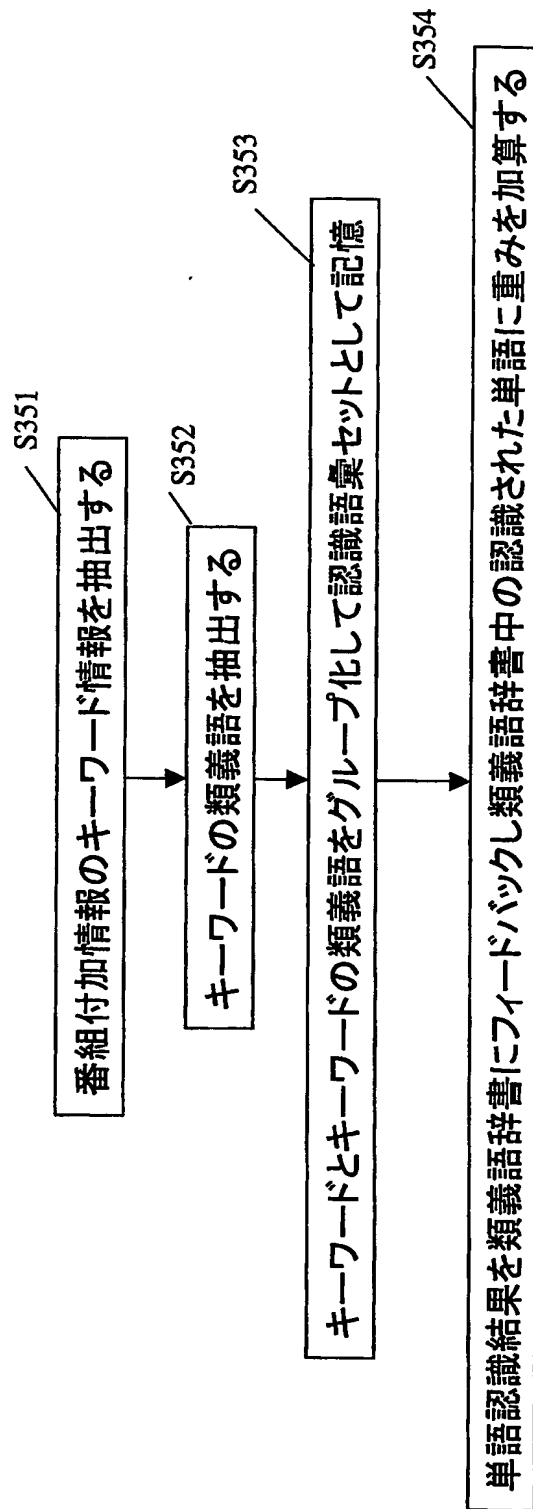 S351
番組付加情報のキーワード情報を抽出する
S352
キーワードの類義語を抽出する
S353
キーワードとキーワードの類義語をグループ化して認識語彙セットとして記憶
S354
単語認識結果を類義語辞書にフィードバックし類義語辞書中の認識された単語に重みを加算する